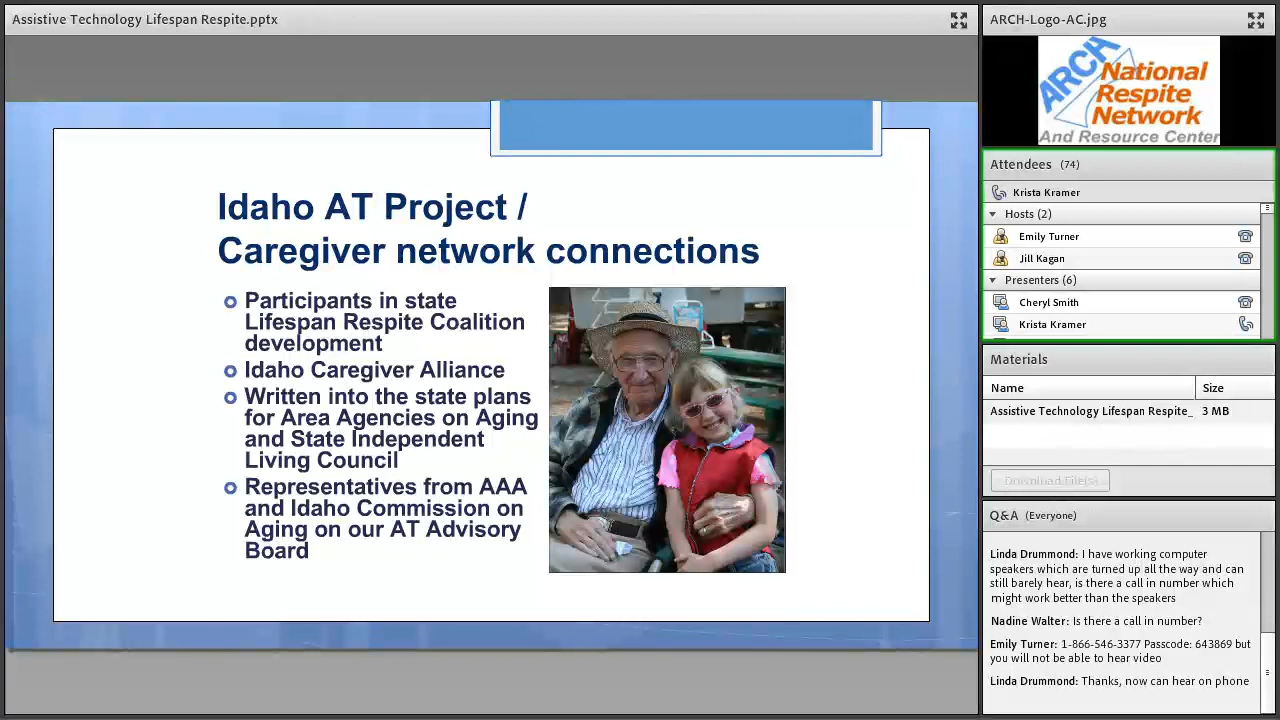 Assistive Technology Lifespan Respite.pptx
Idaho AT Project /
Caregiver network connections
Participants in state
Lifespan Respite Coalition
development
Idaho Caregiver Alliance
Written into the state plans
for Area Agencies on Aging
and State Independent
Living Council
Representatives from AAA
and Idaho Commission on
Aging on our AT Advisory
Board
ARCH-Logo-AC.jpg
ARCH
National
Respite
Network
And Resource Center
Attendees (74)
Krista Kramer
Hosts (2)
Emily Turner
Jill Kagan
Presenters (6)
Cheryl Smith
Krista Kramer
Materials
Name Size
Assistive Technology Lifespan Respite_ 3 MB
Download File(s)
Q&A (Everyone)
Linda Drummond: I have working computer
speakers which are turned up all the way and can
still barely hear, is there a call in number which
might work better than the speakers
Nadine Walter: Is there a call in number?
Emily Turner: 1-866-546-3377 Passcode: 643869 but
you will not be able to hear video
Linda Drummond: Thanks, now can hear on phone